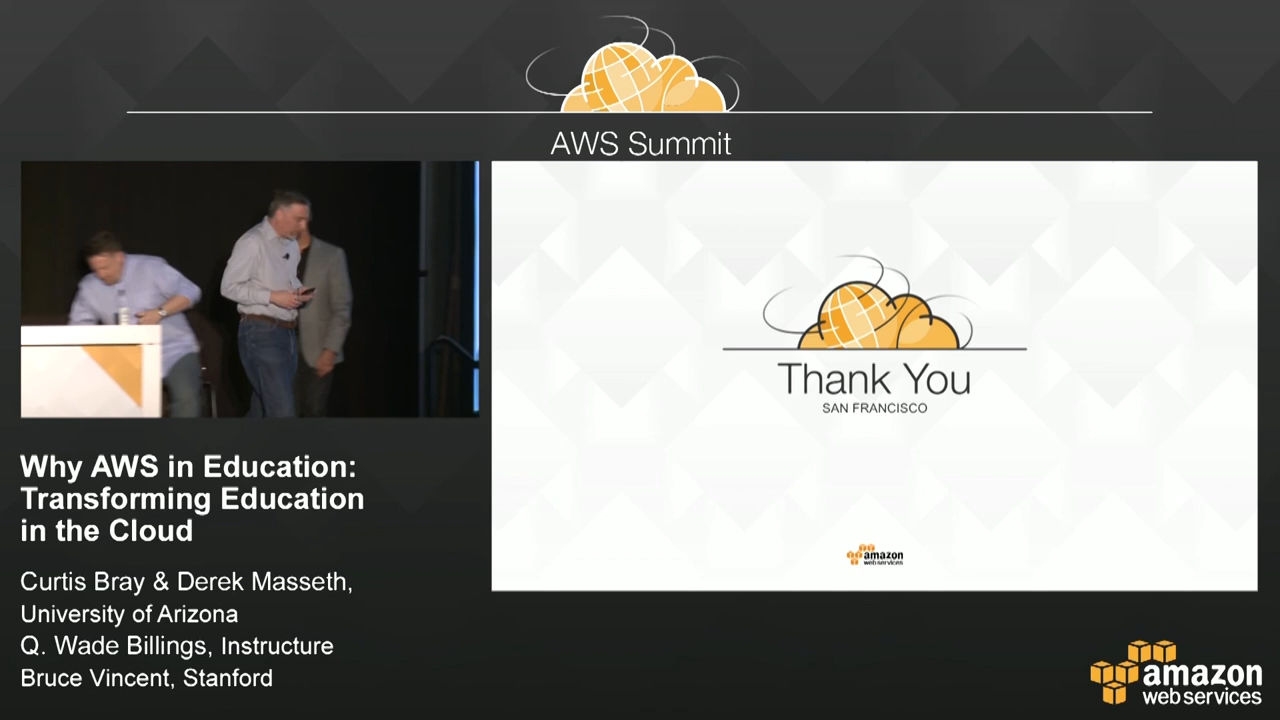 AWS Summit
Thank You
SAN FRANCISCO
amazon
web services
Why AWS in Education:
Transforming Education
in the Cloud
Curtis Bray & Derek Masseth,
University of Arizona
Q. Wade Billings, Instructure
Bruce Vincent, Stanford
amazon
web services